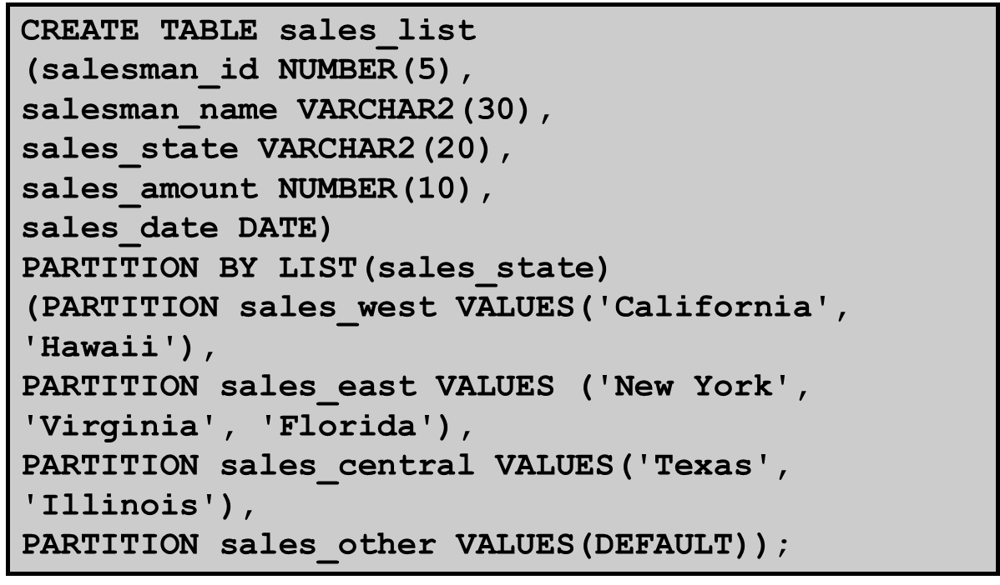 CREATE TABLE sales_list
(salesman_id NUMBER(5),
salesman_name VARCHAR2(30),
sales_state VARCHAR2(20),
sales_amount NUMBER(10),
sales_date DATE)
PARTITION BY LIST(sales_state)
(PARTITION sales_west VALUES('California',
'Hawaii'),
PARTITION sales_east VALUES ('New York',
'Virginia', 'Florida'),
PARTITION sales_central VALUES('Texas',
'Illinois'),
PARTITION sales_other VALUES(DEFAULT));